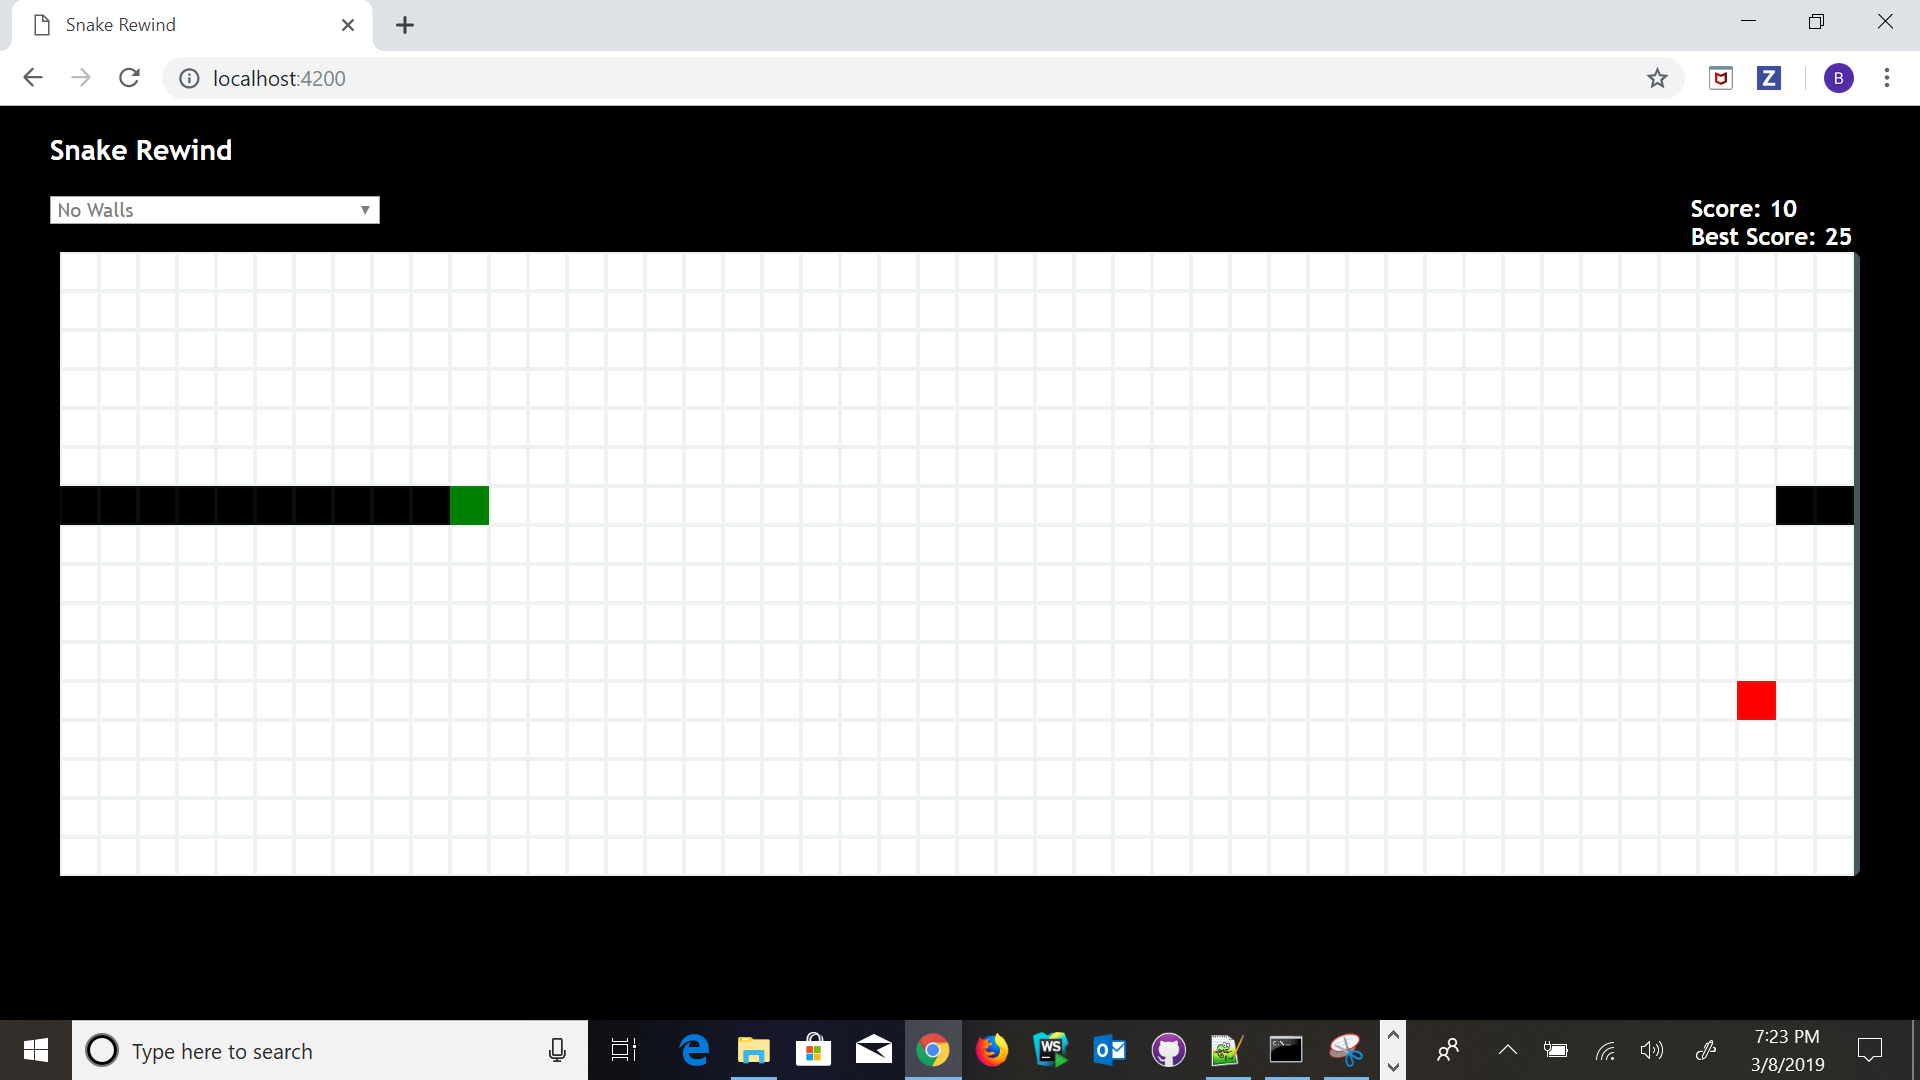 Snake Rewind
localhost:4200
B
Snake Rewind
No Walls
Score: 10
Best Score: 25
Type here to search
WS
7:23 PM
3/8/2019